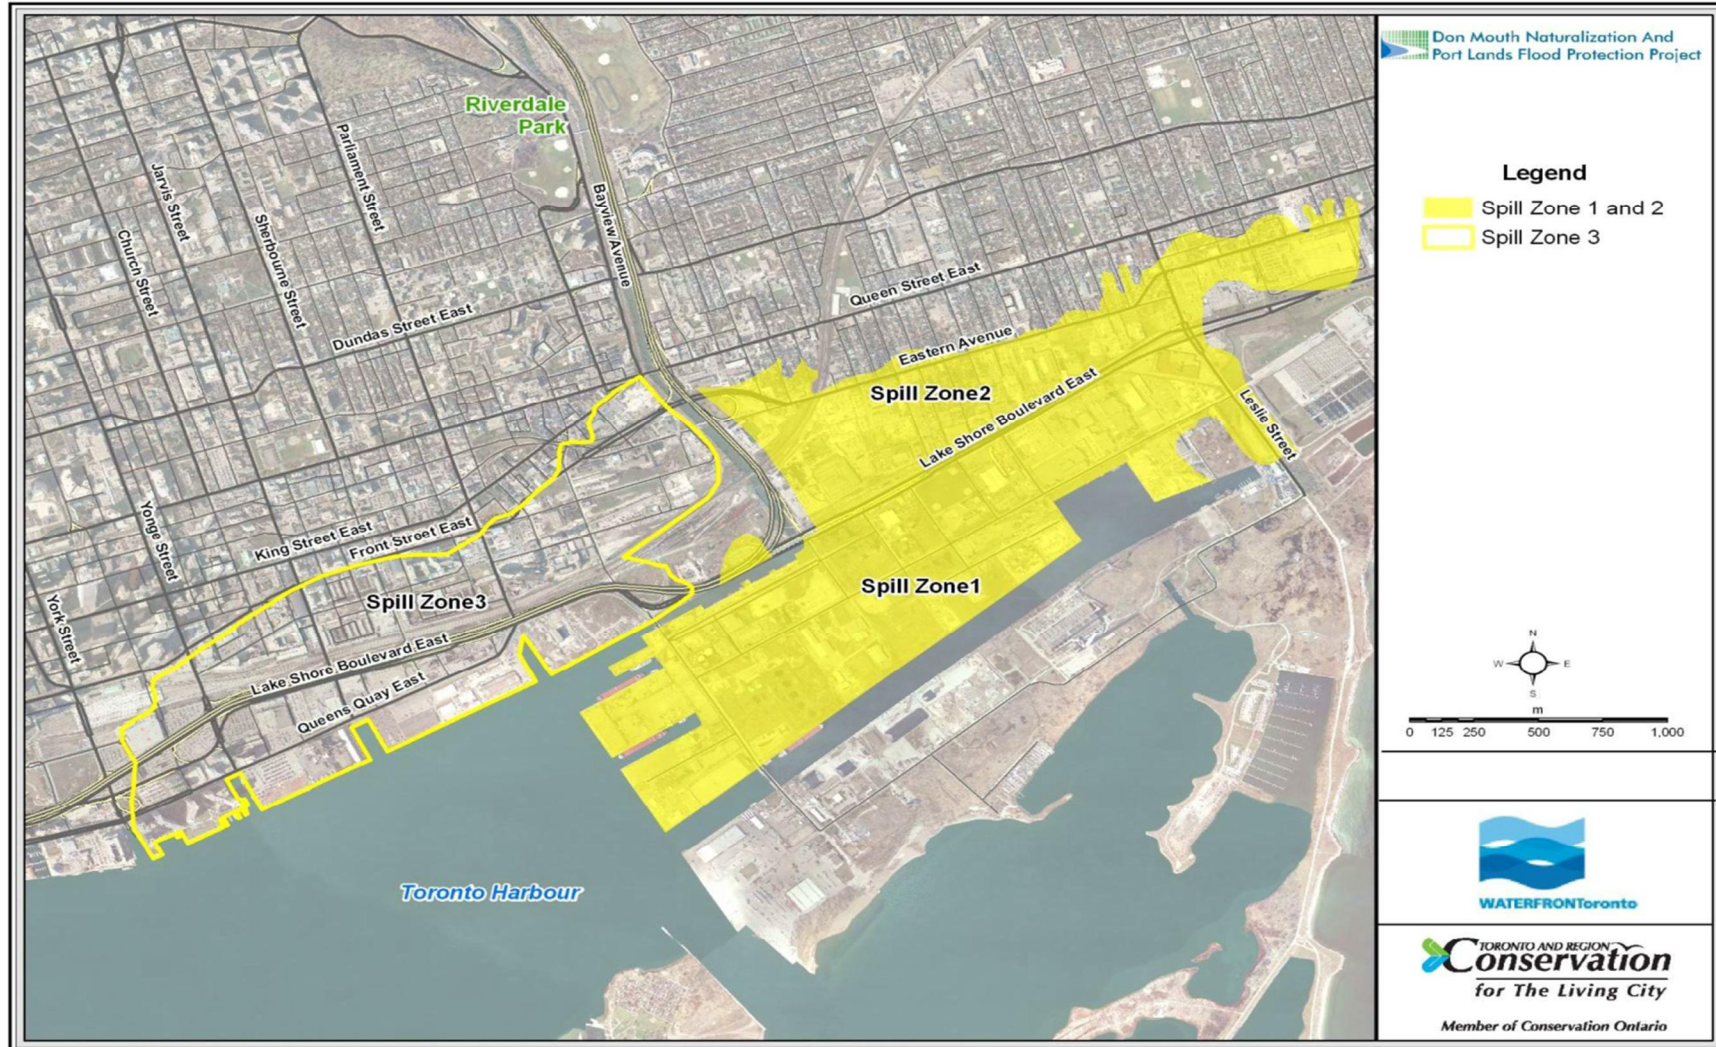 Don Mouth Naturalization And
Port Lands Flood Protection Project
Legend
Spill Zone 1 and 2
Spill Zone 3
Riverdale
Park
Parliament Street
Jarvis Street
Sherbourne Street
Church Street
Bayview Avenue
Queen Street East
Dundas Street East
Eastern Avenue
Spill Zone2
Lake Shore Boulevard East
Leslie Street
Yonge Street
King Street East
Front Street East
Spill Zone1
Spill Zone3
York Street
Lake Shore Boulevard East
Queens Quay East
Toronto Harbour
N
W E
S
m
0 125 250 500 750 1,000
WATERFRONToronto
TORONTO AND REGION
Conservation
for The Living City
Member of Conservation Ontario